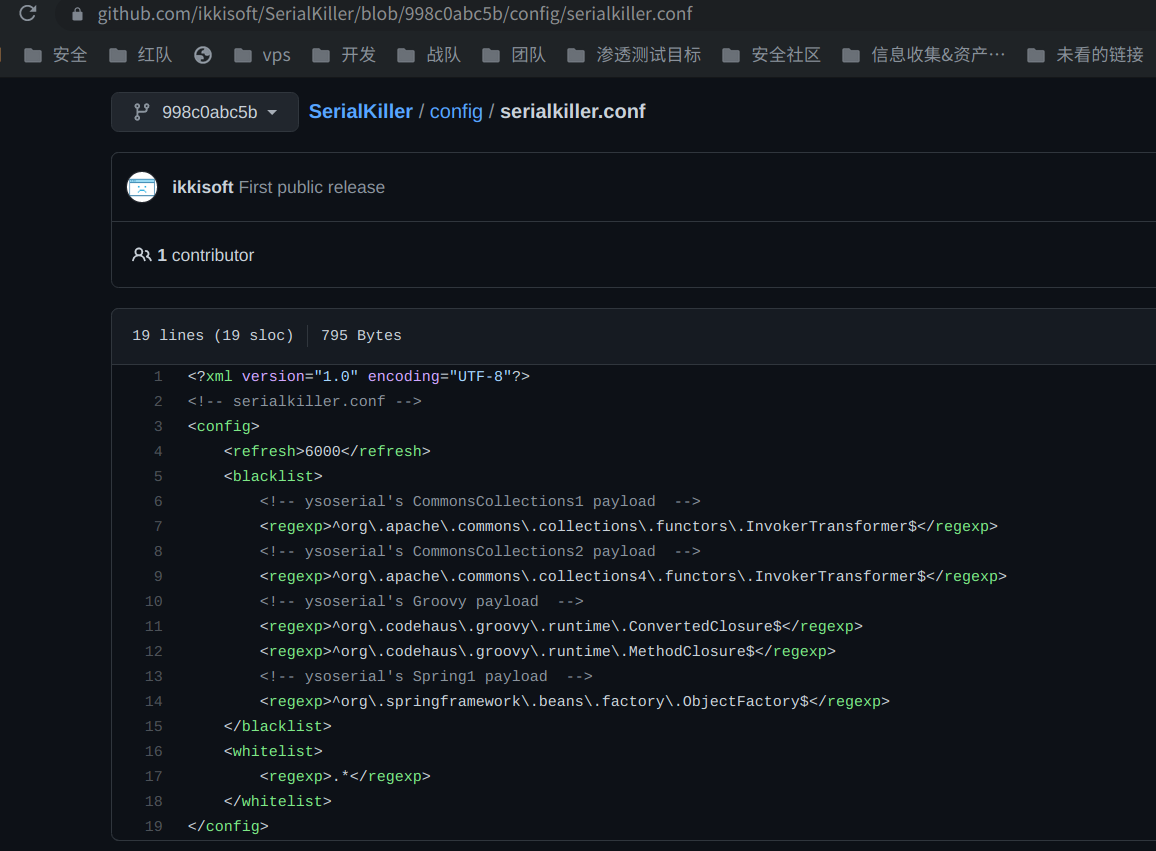 github.com/ikkisoft/SerialKiller/blob/998c0abc5b/config/serialkiller.conf
安全 红队 vps 开发 战队 团队 渗透测试目标 安全社区 信息收集&资产… 未看的链接
998c0abc5b SerialKiller / config / serialkiller.conf
ikkisoft First public release
1 contributor
19 lines (19 sloc) 795 Bytes
1 <?xml version="1.0" encoding="UTF-8"?>
2 <!-- serialkiller.conf -->
3 <config>
4     <refresh>6000</refresh>
5     <blacklist>
6         <!-- ysoserial's CommonsCollections1 payload  -->
7         <regexp>^org\.apache\.commons\.collections\.functors\.InvokerTransformer$</regexp>
8         <!-- ysoserial's CommonsCollections2 payload  -->
9         <regexp>^org\.apache\.commons\.collections4\.functors\.InvokerTransformer$</regexp>
10         <!-- ysoserial's Groovy payload  -->
11         <regexp>^org\.codehaus\.groovy\.runtime\.ConvertedClosure$</regexp>
12         <regexp>^org\.codehaus\.groovy\.runtime\.MethodClosure$</regexp>
13         <!-- ysoserial's Spring1 payload  -->
14         <regexp>^org\.springframework\.beans\.factory\.ObjectFactory$</regexp>
15     </blacklist>
16     <whitelist>
17         <regexp>.*</regexp>
18     </whitelist>
19 </config>